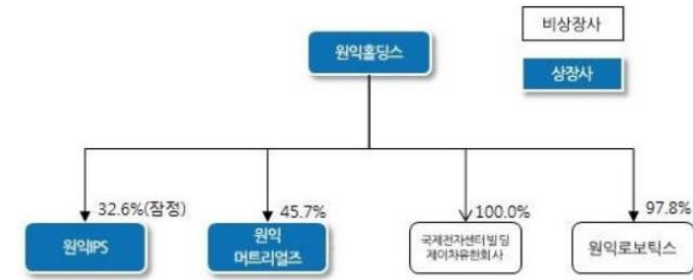 비상장사
원익홀딩스
상장사
32.6%(잠정)
45.7%
100.0%
97.8%
원익IPS
원익
머트리얼즈
국제전자센터빌딩
제이차유한회사
원익로보틱스